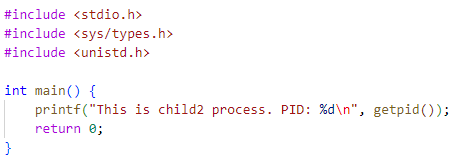 #include <stdio.h>
#include <sys/types.h>
#include <unistd.h>

int main() {
    printf("This is child2 process. PID: %d\n", getpid());
    return 0;
}